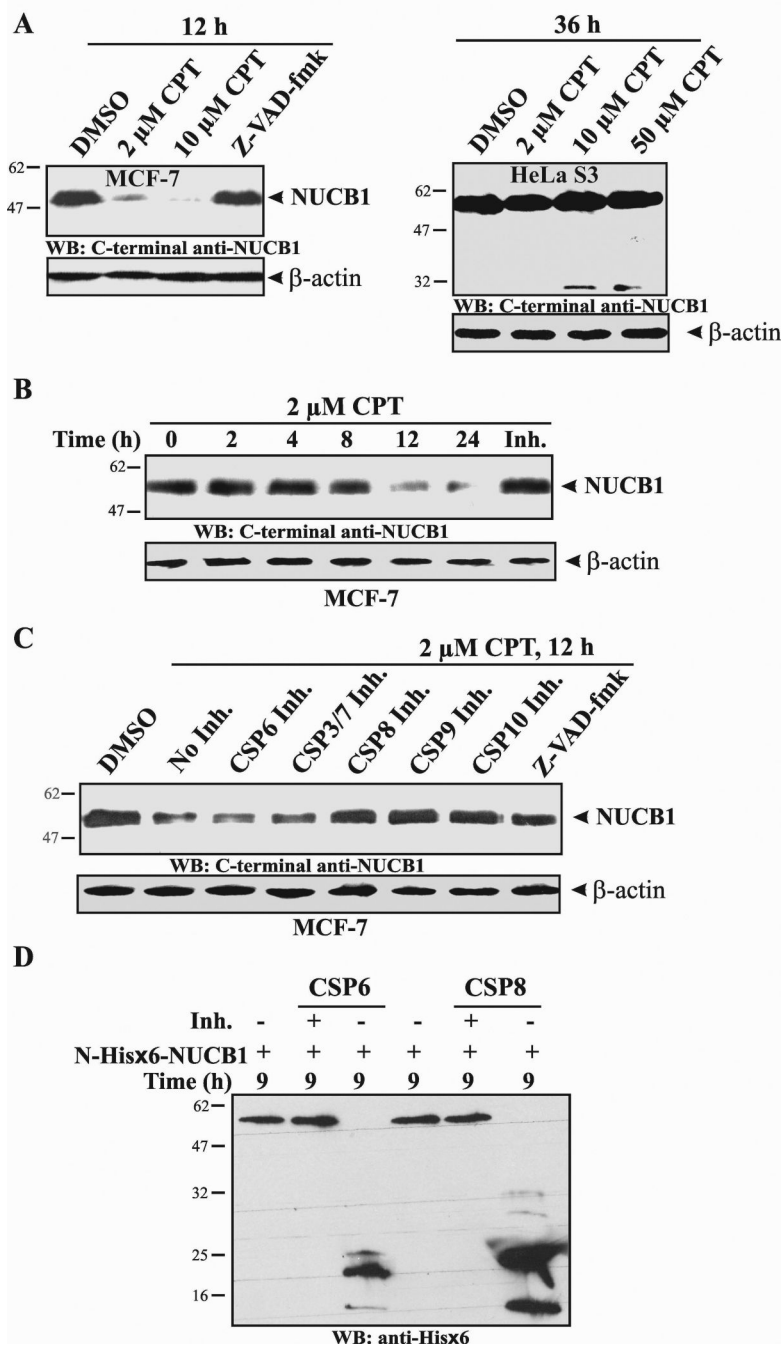 A
12 h
DMSO
2 μM CPT
10 μM CPT
Z-VAD-fmk
62
47
MCF-7
NUCB1
WB: C-terminal anti-NUCB1
β-actin
36 h
DMSO
2 μM CPT
10 μM CPT
50 μM CPT
62
47
32
HeLa S3
WB: C-terminal anti-NUCB1
β-actin
B
2 μM CPT
Time (h) 0 2 4 8 12 24 Inh.
62
47
NUCB1
WB: C-terminal anti-NUCB1
β-actin
MCF-7
C
2 μM CPT, 12 h
DMSO
No Inh.
CSP6 Inh.
CSP3/7 Inh.
CSP8 Inh.
CSP9 Inh.
CSP10 Inh.
Z-VAD-fmk
62
47
NUCB1
WB: C-terminal anti-NUCB1
β-actin
MCF-7
D
CSP6 CSP8
Inh. - + - - + -
N-Hisx6-NUCB1 + + + + + +
Time (h) 9 9 9 9 9 9
62
47
32
25
16
WB: anti-Hisx6